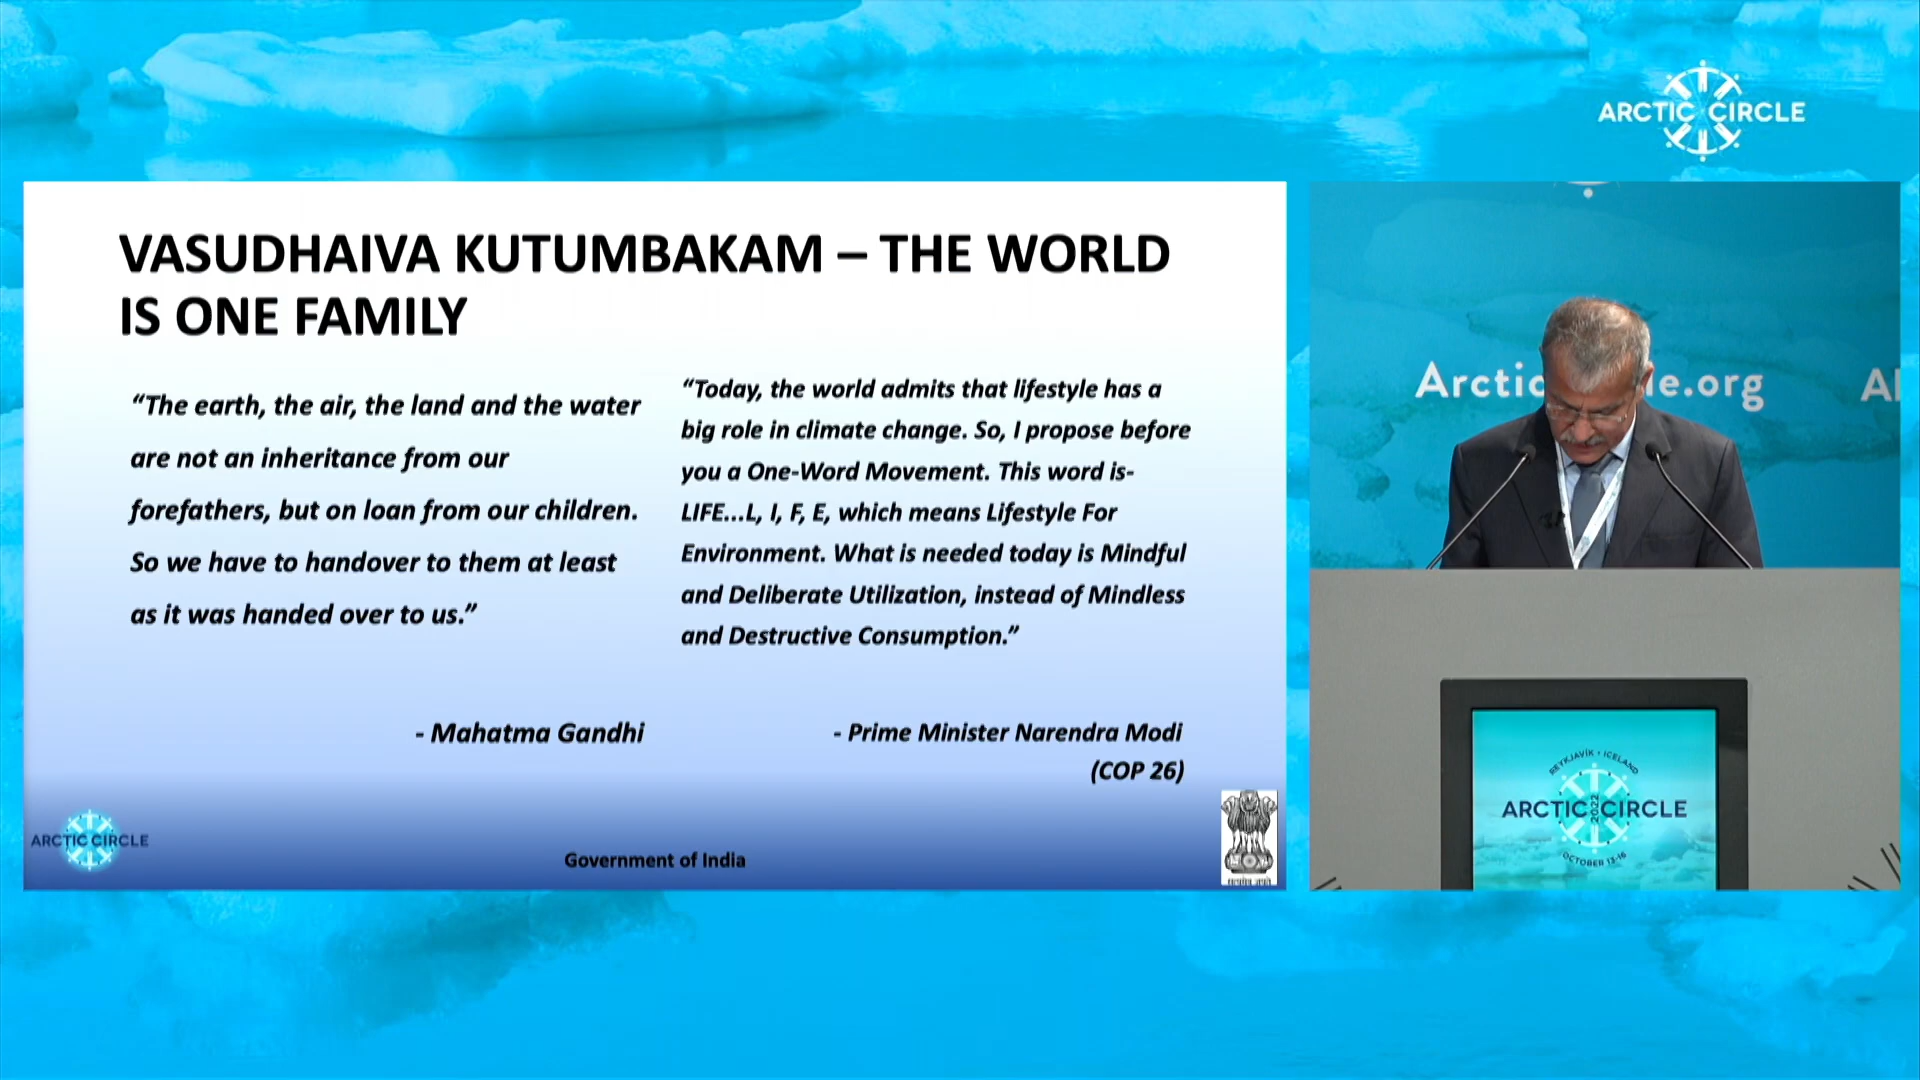 ARCTIC CIRCLE
VASUDHAIVA KUTUMBAKAM – THE WORLD
IS ONE FAMILY
“The earth, the air, the land and the water
are not an inheritance from our
forefathers, but on loan from our children.
So we have to handover to them at least
as it was handed over to us.”
- Mahatma Gandhi
“Today, the world admits that lifestyle has a
big role in climate change. So, I propose before
you a One-Word Movement. This word is-
LIFE...L, I, F, E, which means Lifestyle For
Environment. What is needed today is Mindful
and Deliberate Utilization, instead of Mindless
and Destructive Consumption.”
- Prime Minister Narendra Modi
(COP 26)
ARCTIC CIRCLE
Government of India
Arctic le.org
REYKJAVÍK • ICELAND
ARCTIC CIRCLE
2022
OCTOBER 13-16